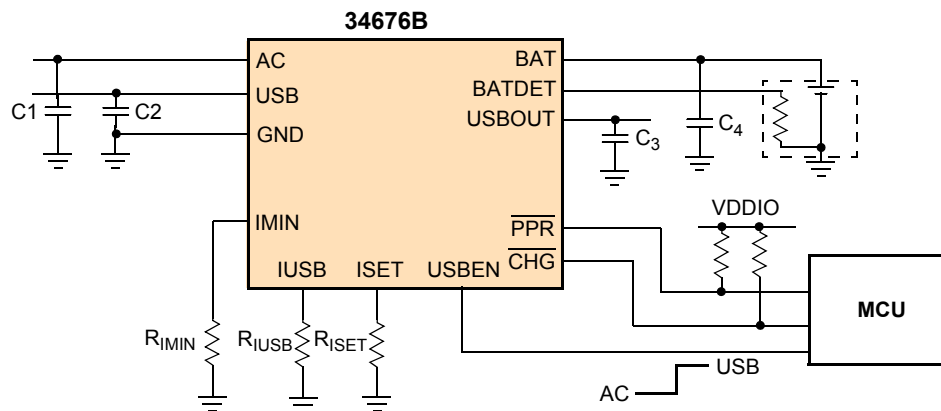 34676B
AC
BAT
BATDET
C1
USB
C2
USBOUT
GND
C3
C4
IMIN
PPR
VDDIO
CHG
IUSB
ISET
USBEN
MCU
RIMIN
RIUSB
RISET
USB
AC